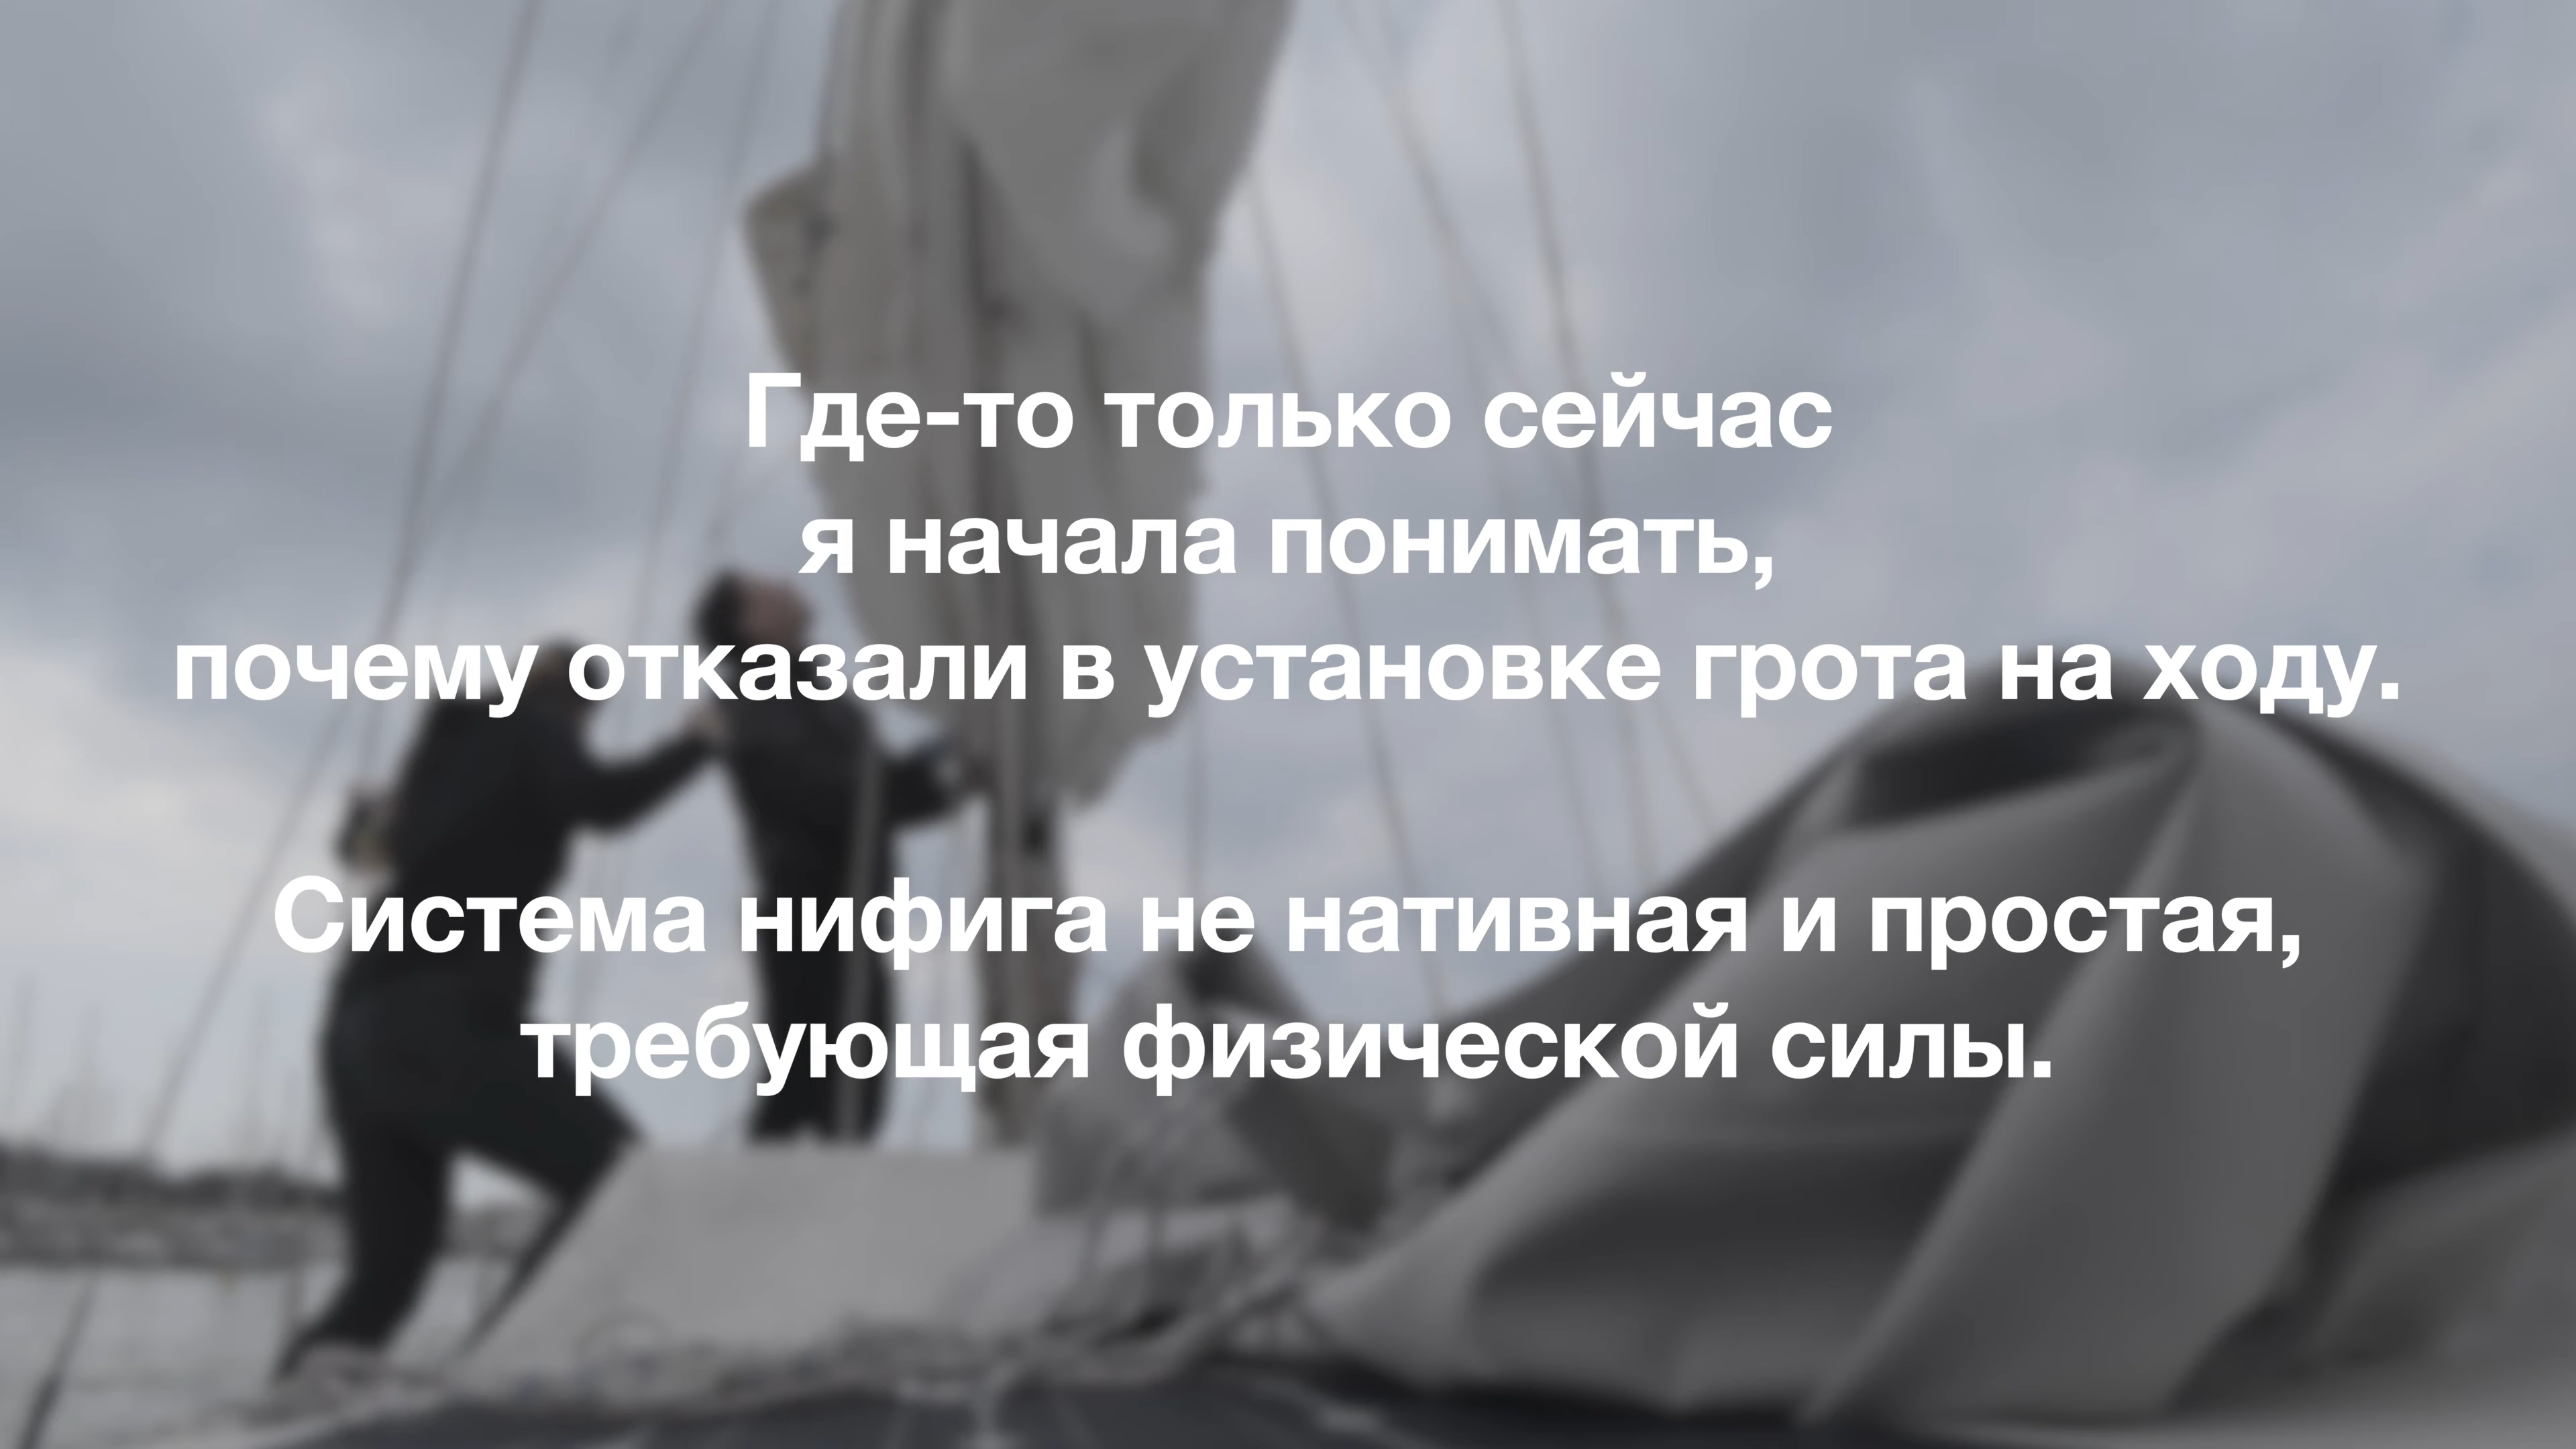 Где-то только сейчас
я начала понимать,
почему отказали в установке грота на ходу.
Система нифига не нативная и простая,
требующая физической силы.